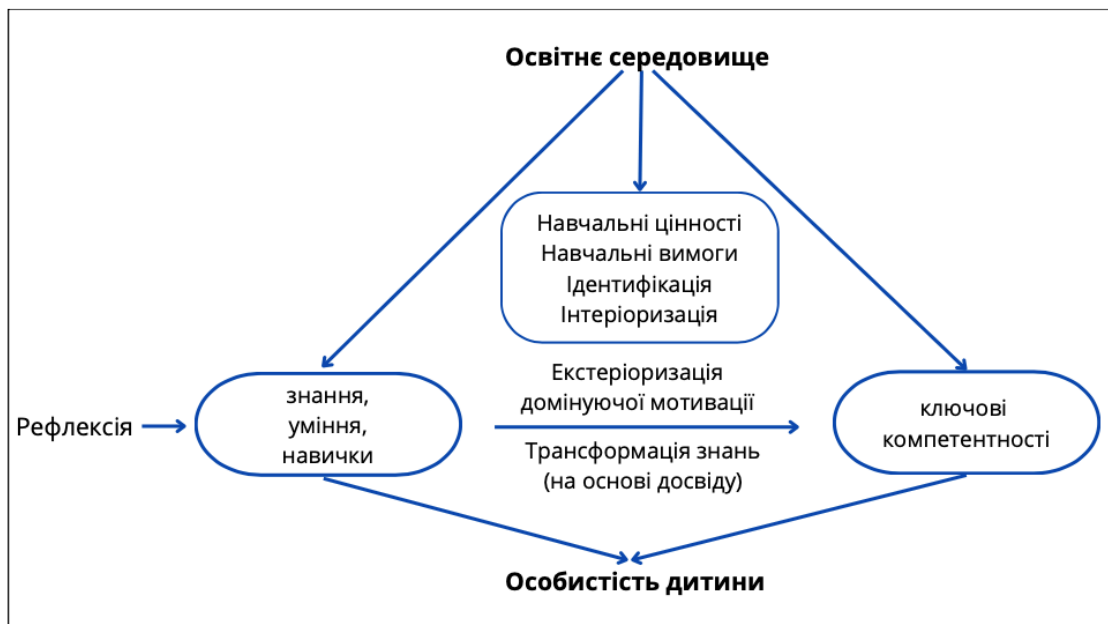 Освітнє середовище
Навчальні цінності
Навчальні вимоги
Ідентифікація
Інтеріоризація
Рефлексія
знання,
уміння,
навички
Екстеріоризація
домінуючої мотивації
Трансформація знань
(на основі досвіду)
ключові
компетентності
Особистість дитини